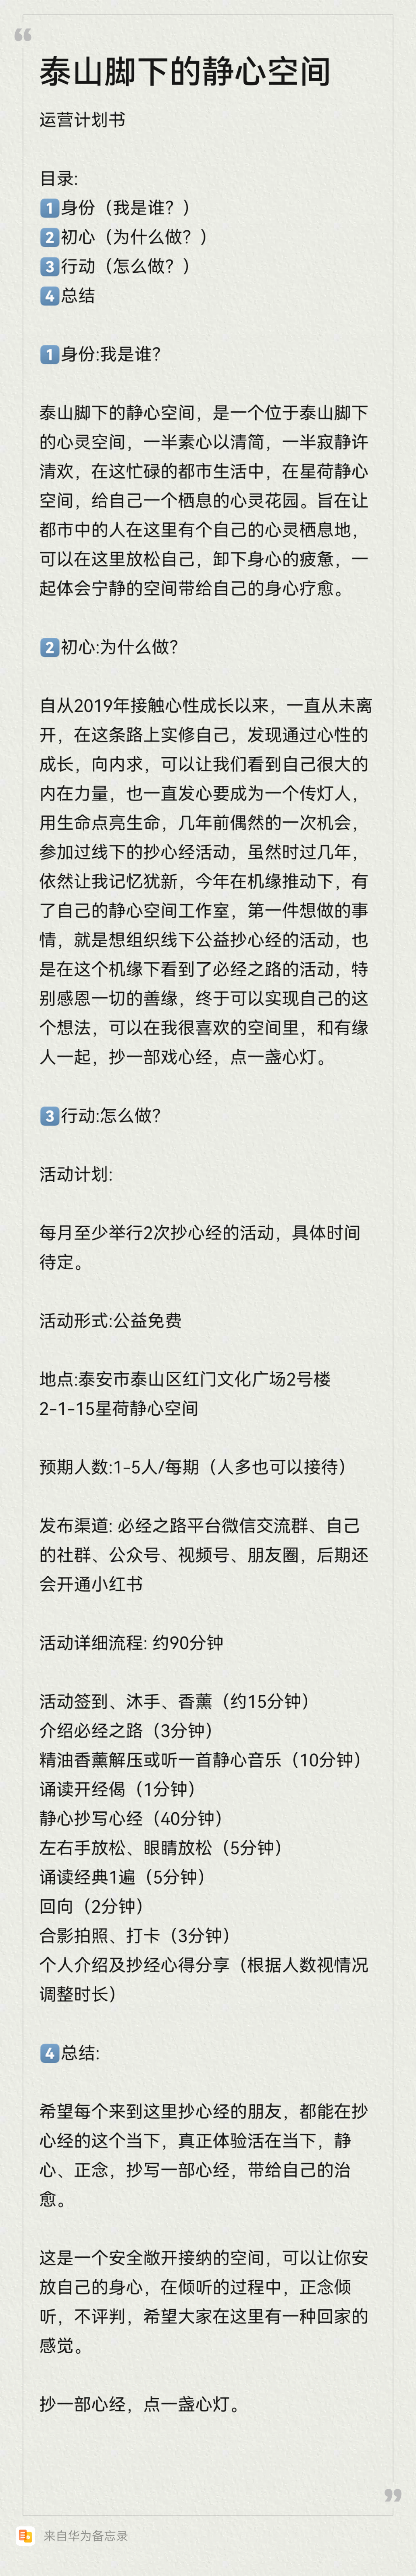 泰山脚下的静心空间
运营计划书
目录:
1️⃣身份（我是谁？）
2️⃣初心（为什么做？）
3️⃣行动（怎么做？）
4️⃣总结
1️⃣身份:我是谁?
泰山脚下的静心空间，是一个位于泰山脚下
的心灵空间，一半素心以清简，一半寂静许
清欢，在这忙碌的都市生活中，在星荷静心
空间，给自己一个栖息的心灵花园。旨在让
都市中的人在这里有个自己的心灵栖息地，
可以在这里放松自己，卸下身心的疲惫，一
起体会宁静的空间带给自己的身心疗愈。
2️⃣初心:为什么做?
自从2019年接触心性成长以来，一直从未离
开，在这条路上实修自己，发现通过心性的
成长，向内求，可以让我们看到自己很大的
内在力量，也一直发心要成为一个传灯人，
用生命点亮生命，几年前偶然的一次机会，
参加过线下的抄心经活动，虽然时过几年，
依然让我记忆犹新，今年在机缘推动下，有
了自己的静心空间工作室，第一件想做的事
情，就是想组织线下公益抄心经的活动，也
是在这个机缘下看到了必经之路的活动，特
别感恩一切的善缘，终于可以实现自己的这
个想法，可以在我很喜欢的空间里，和有缘
人一起，抄一部戏心经，点一盏心灯。
3️⃣行动:怎么做?
活动计划:
每月至少举行2次抄心经的活动，具体时间
待定。
活动形式:公益免费
地点:泰安市泰山区红门文化广场2号楼
2-1-15星荷静心空间
预期人数:1-5人/每期（人多也可以接待）
发布渠道: 必经之路平台微信交流群、自己
的社群、公众号、视频号、朋友圈，后期还
会开通小红书
活动详细流程: 约90分钟
活动签到、沐手、香薰（约15分钟）
介绍必经之路（3分钟）
精油香薰解压或听一首静心音乐（10分钟）
诵读开经偈（1分钟）
静心抄写心经（40分钟）
左右手放松、眼睛放松（5分钟）
诵读经典1遍（5分钟）
回向（2分钟）
合影拍照、打卡（3分钟）
个人介绍及抄经心得分享（根据人数视情况
调整时长）
4️⃣总结:
希望每个来到这里抄心经的朋友，都能在抄
心经的这个当下，真正体验活在当下，静
心、正念，抄写一部心经，带给自己的治
愈。
这是一个安全敞开接纳的空间，可以让你安
放自己的身心，在倾听的过程中，正念倾
听，不评判，希望大家在这里有一种回家的
感觉。
抄一部心经，点一盏心灯。
来自华为备忘录